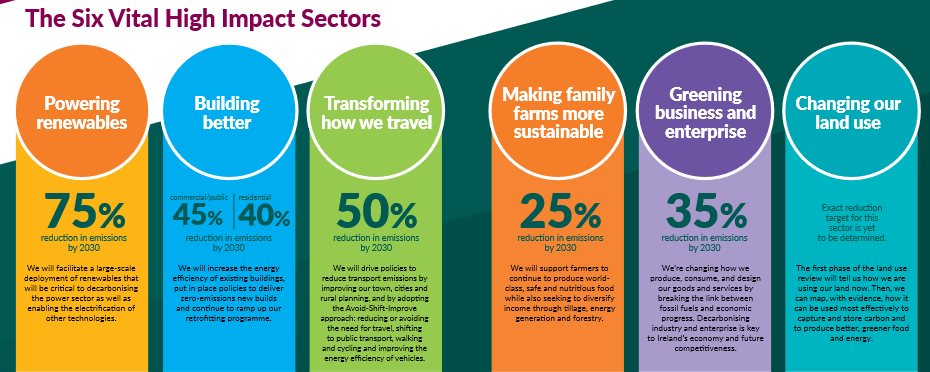 The Six Vital High Impact Sectors
Powering
renewables
75%
reduction in emissions
by 2030
We will facilitate a large-scale
deployment of renewables that
will be critical to decarbonising
the power sector as well as
enabling the electrification of
other technologies.
Building
better
commercial/public
45%
residential
40%
reduction in emissions
by 2030
We will increase the energy
efficiency of existing buildings,
put in place policies to deliver
zero-emissions new builds
and continue to ramp up our
retrofitting programme.
Transforming
how we travel
50%
reduction in emissions
by 2030
We will drive policies to
reduce transport emissions by
improving our town, cities and
rural planning, and by adopting
the Avoid-Shift-Improve
approach: reducing or avoiding
the need for travel, shifting
to public transport, walking
and cycling and improving the
energy efficiency of vehicles.
Making family
farms more
sustainable
25%
reduction in emissions
by 2030
We will support farmers to
continue to produce world-
class, safe and nutritious food
while also seeking to diversify
income through tillage, energy
generation and forestry.
Greening
business and
enterprise
35%
reduction in emissions
by 2030
We're changing how we
produce, consume, and design
our goods and services by
breaking the link between
fossil fuels and economic
progress. Decarbonising
industry and enterprise is key
to Ireland's economy and future
competitiveness.
Changing our
land use
Exact reduction
target for this
sector is yet
to be determined.
The first phase of the land use
review will tell us how we are
using our land now. Then, we
can map, with evidence, how it
can be used most effectively to
capture and store carbon and
to produce better, greener food
and energy.